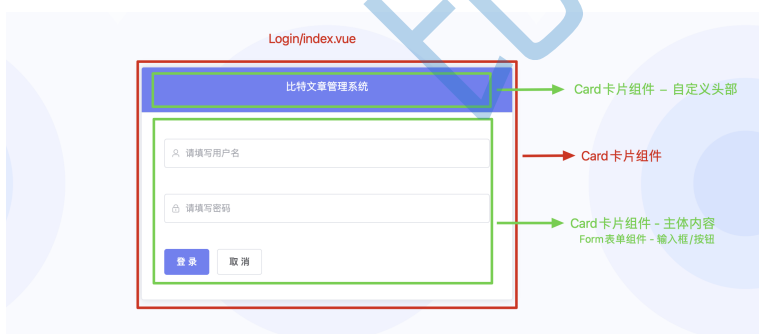 Login/index.vue
比特文章管理系统
Card卡片组件 – 自定义头部
请填写用户名
Card卡片组件
请填写密码
Card卡片组件 - 主体内容
Form表单组件 - 输入框/按钮
登 录
取 消